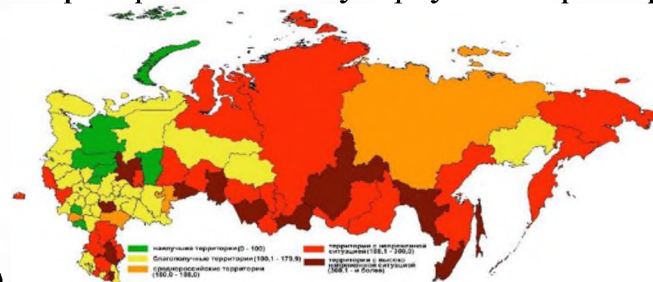 наилучшие территории (0 - 100)
благополучные территории (100,1 - 179,9)
среднероссийские территории
(180,0 - 188,0)
территории с напряженной
ситуацией (188,1 - 300,0)
территории с высоко
напряженной ситуацией
(300,1 - и более)